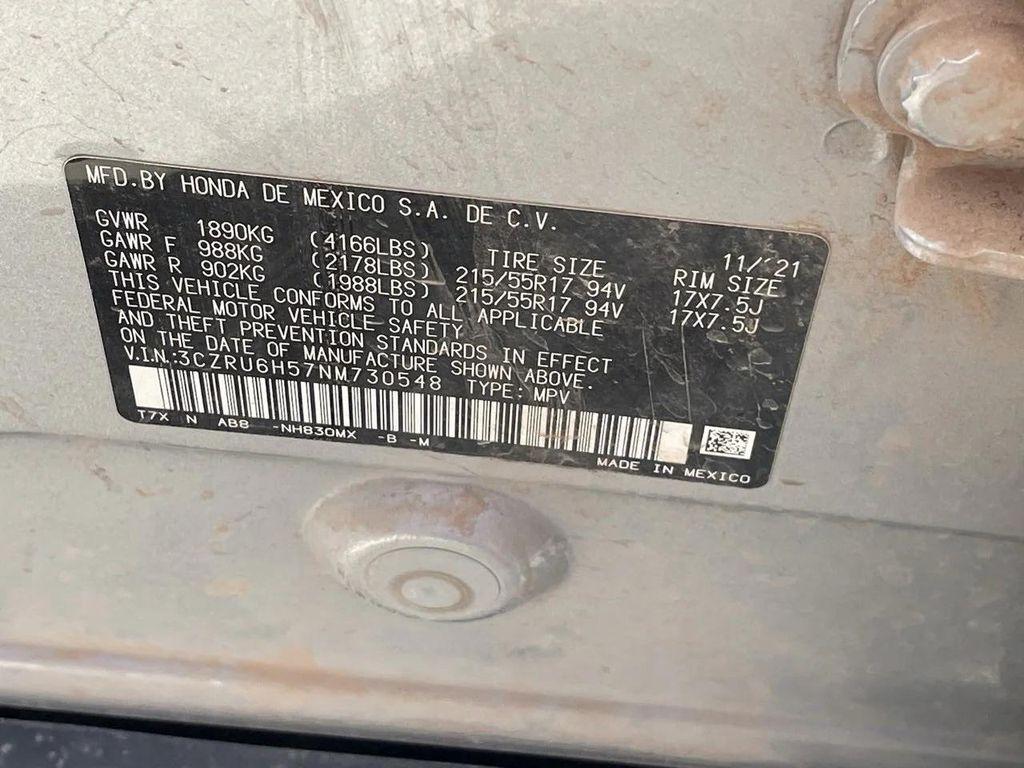 MFD.BY HONDA DE MEXICO S.A. DE C.V.
11/'21
GVWR 1890KG (4166LBS) TIRE SIZE RIM SIZE
GAWR F 988KG (2178LBS) 215/55R17 94V 17X7.5J
GAWR R 902KG (1988LBS) 215/55R17 94V 17X7.5J
THIS VEHICLE CONFORMS TO ALL APPLICABLE
FEDERAL MOTOR VEHICLE SAFETY
AND THEFT PREVENTION STANDARDS IN EFFECT
ON THE DATE OF MANUFACTURE SHOWN ABOVE.
V.I.N.:3CZRU6H57NM730548 TYPE: MPV
T7X N AB8 -NH830MX -B -M
MADE IN MEXICO